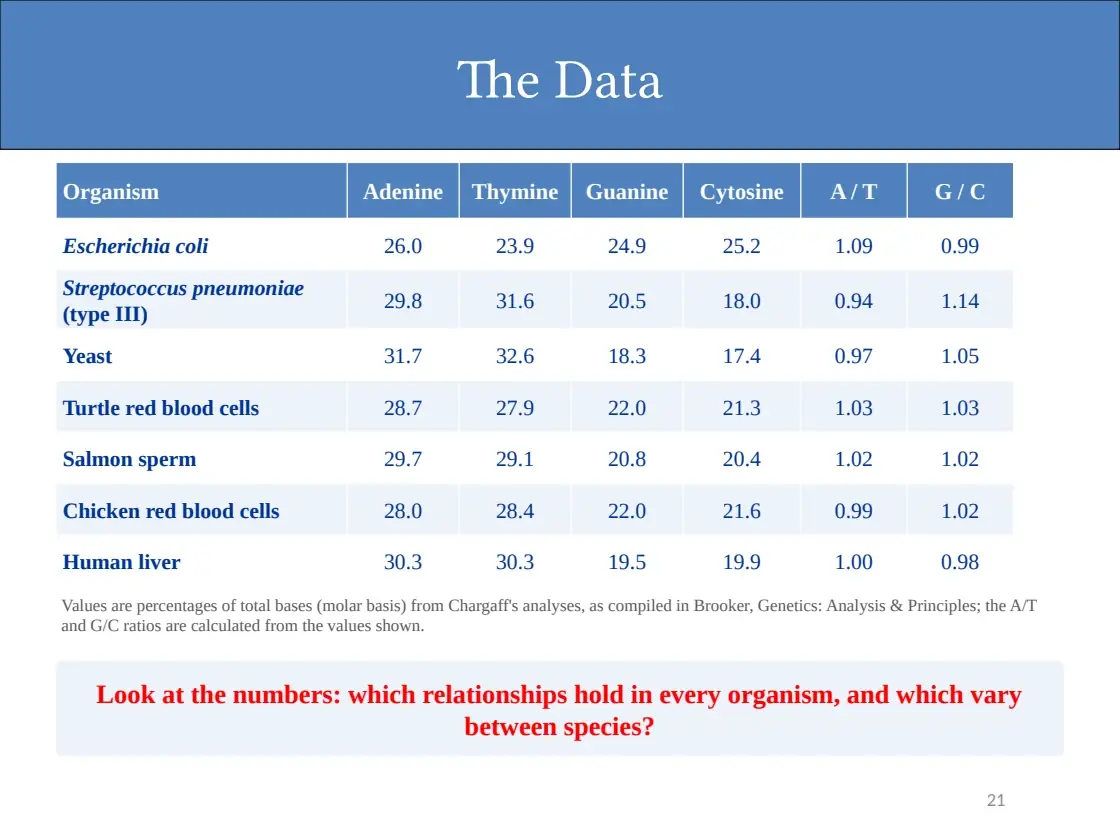 The Data
Organism Adenine Thymine Guanine Cytosine A / T G / C
Escherichia coli 26.0 23.9 24.9 25.2 1.09 0.99
Streptococcus pneumoniae
(type III) 29.8 31.6 20.5 18.0 0.94 1.14
Yeast 31.7 32.6 18.3 17.4 0.97 1.05
Turtle red blood cells 28.7 27.9 22.0 21.3 1.03 1.03
Salmon sperm 29.7 29.1 20.8 20.4 1.02 1.02
Chicken red blood cells 28.0 28.4 22.0 21.6 0.99 1.02
Human liver 30.3 30.3 19.5 19.9 1.00 0.98
Values are percentages of total bases (molar basis) from Chargaff's analyses, as compiled in Brooker, Genetics: Analysis & Principles; the A/T
and G/C ratios are calculated from the values shown.
Look at the numbers: which relationships hold in every organism, and which vary
between species?
21